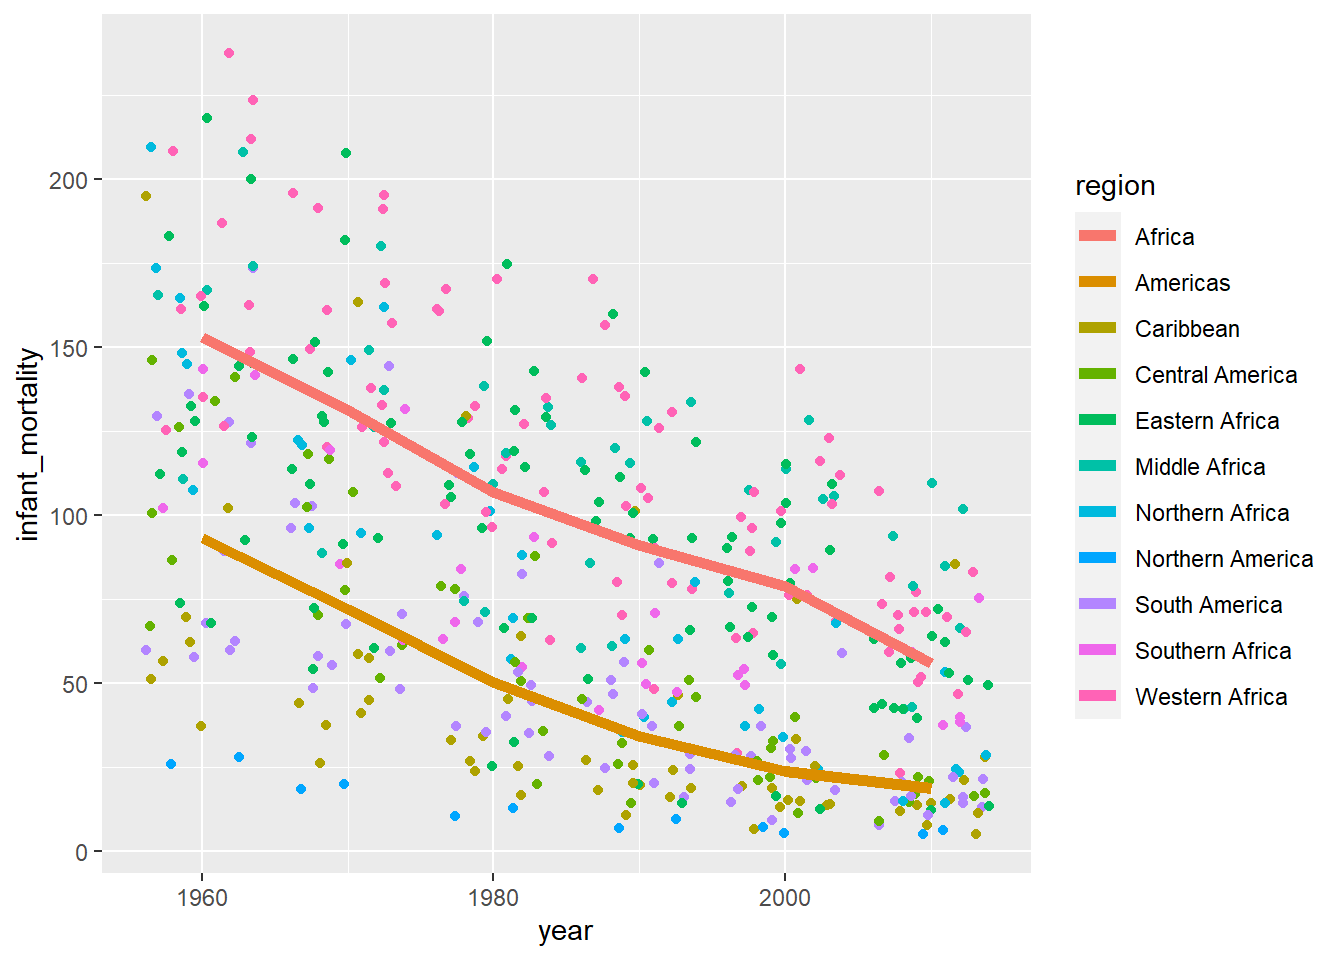 200
150
100
50
0
infant_mortality
1960
1980
2000
year
region
Africa
Americas
Caribbean
Central America
Eastern Africa
Middle Africa
Northern Africa
Northern America
South America
Southern Africa
Western Africa